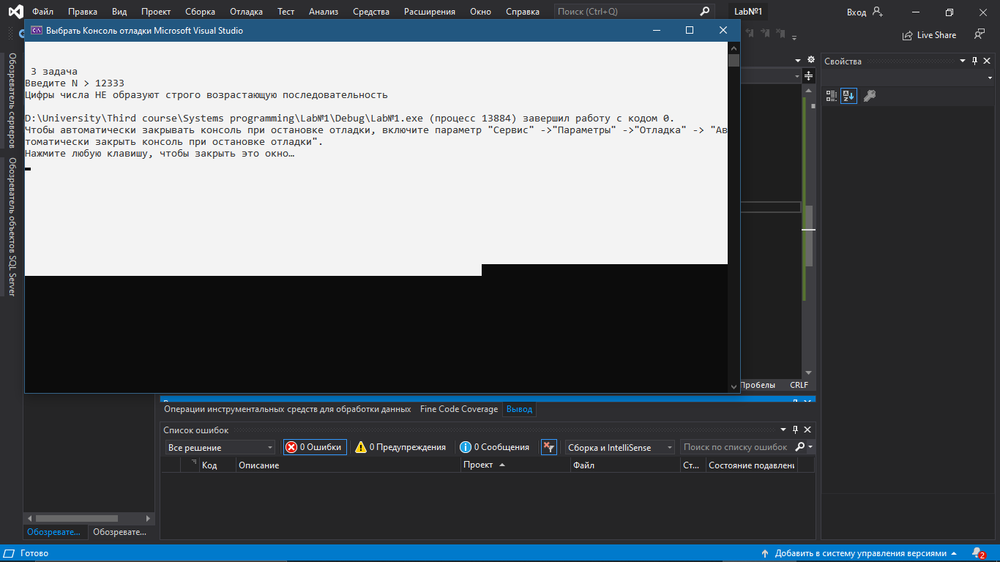 Файл Правка Вид Проект Сборка Отладка Тест Анализ Средства Расширения Окно Справка Поиск (Ctrl+Q) Lab№1 Вход
Выбрать Консоль отладки Microsoft Visual Studio
Live Share
Обозреватель серверов
Обозреватель объектов SQL Server
3 задача
Введите N > 12333
Цифры числа НЕ образуют строго возрастающую последовательность
D:\University\Third course\Systems programming\Lab№1\Debug\Lab№1.exe (процесс 13884) завершил работу с кодом 0.
Чтобы автоматически закрывать консоль при остановке отладки, включите параметр "Сервис" ->"Параметры" ->"Отладка" -> "Ав
томатически закрыть консоль при остановке отладки".
Нажмите любую клавишу, чтобы закрыть это окно…
Свойства
Пробелы CRLF
Операции инструментальных средств для обработки данных Fine Code Coverage Вывод
Список ошибок
Все решение 0 Ошибки 0 Предупреждения 0 Сообщения Сборка и IntelliSense Поиск по списку ошибок
Код Описание Проект Файл Ст... Состояние подавлени
Обозревате... Обозревате...
Готово Добавить в систему управления версиями 2